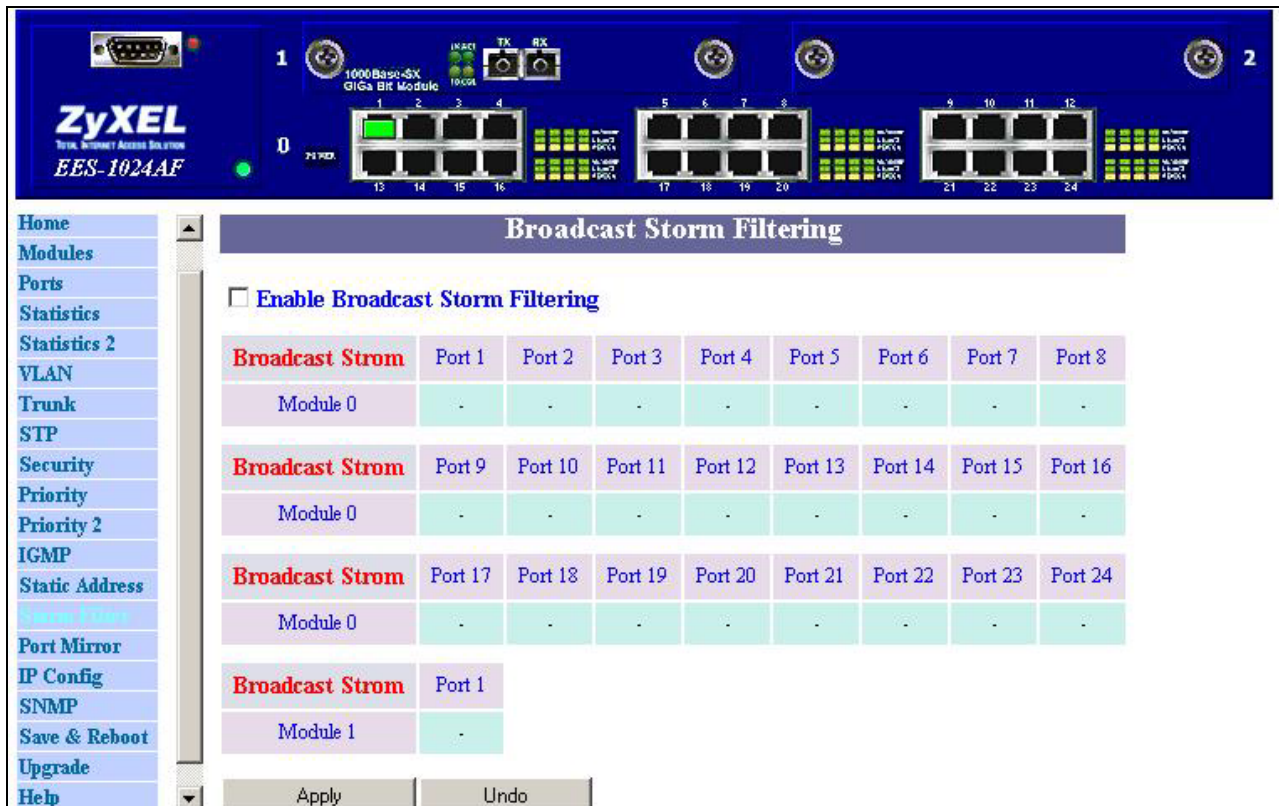 1
1000Base-SX
GiGa Bit Module
TX RX
2
ZyXEL
TOTAL INTERNET ACCESS SOLUTION
EES-1024AF
0
POWER
1 2 3 4
5 6 7 8
9 10 11 12
13 14 15 16
17 18 19 20
21 22 23 24
Home
Modules
Ports
Statistics
Statistics 2
VLAN
Trunk
STP
Security
Priority
Priority 2
IGMP
Static Address
Storm Filter
Port Mirror
IP Config
SNMP
Save & Reboot
Upgrade
Help
Broadcast Storm Filtering
Enable Broadcast Storm Filtering
Broadcast Strom Port 1 Port 2 Port 3 Port 4 Port 5 Port 6 Port 7 Port 8
Module 0 - - - - - - - -
Broadcast Strom Port 9 Port 10 Port 11 Port 12 Port 13 Port 14 Port 15 Port 16
Module 0 - - - - - - - -
Broadcast Strom Port 17 Port 18 Port 19 Port 20 Port 21 Port 22 Port 23 Port 24
Module 0 - - - - - - - -
Broadcast Strom Port 1
Module 1 -
Apply Undo